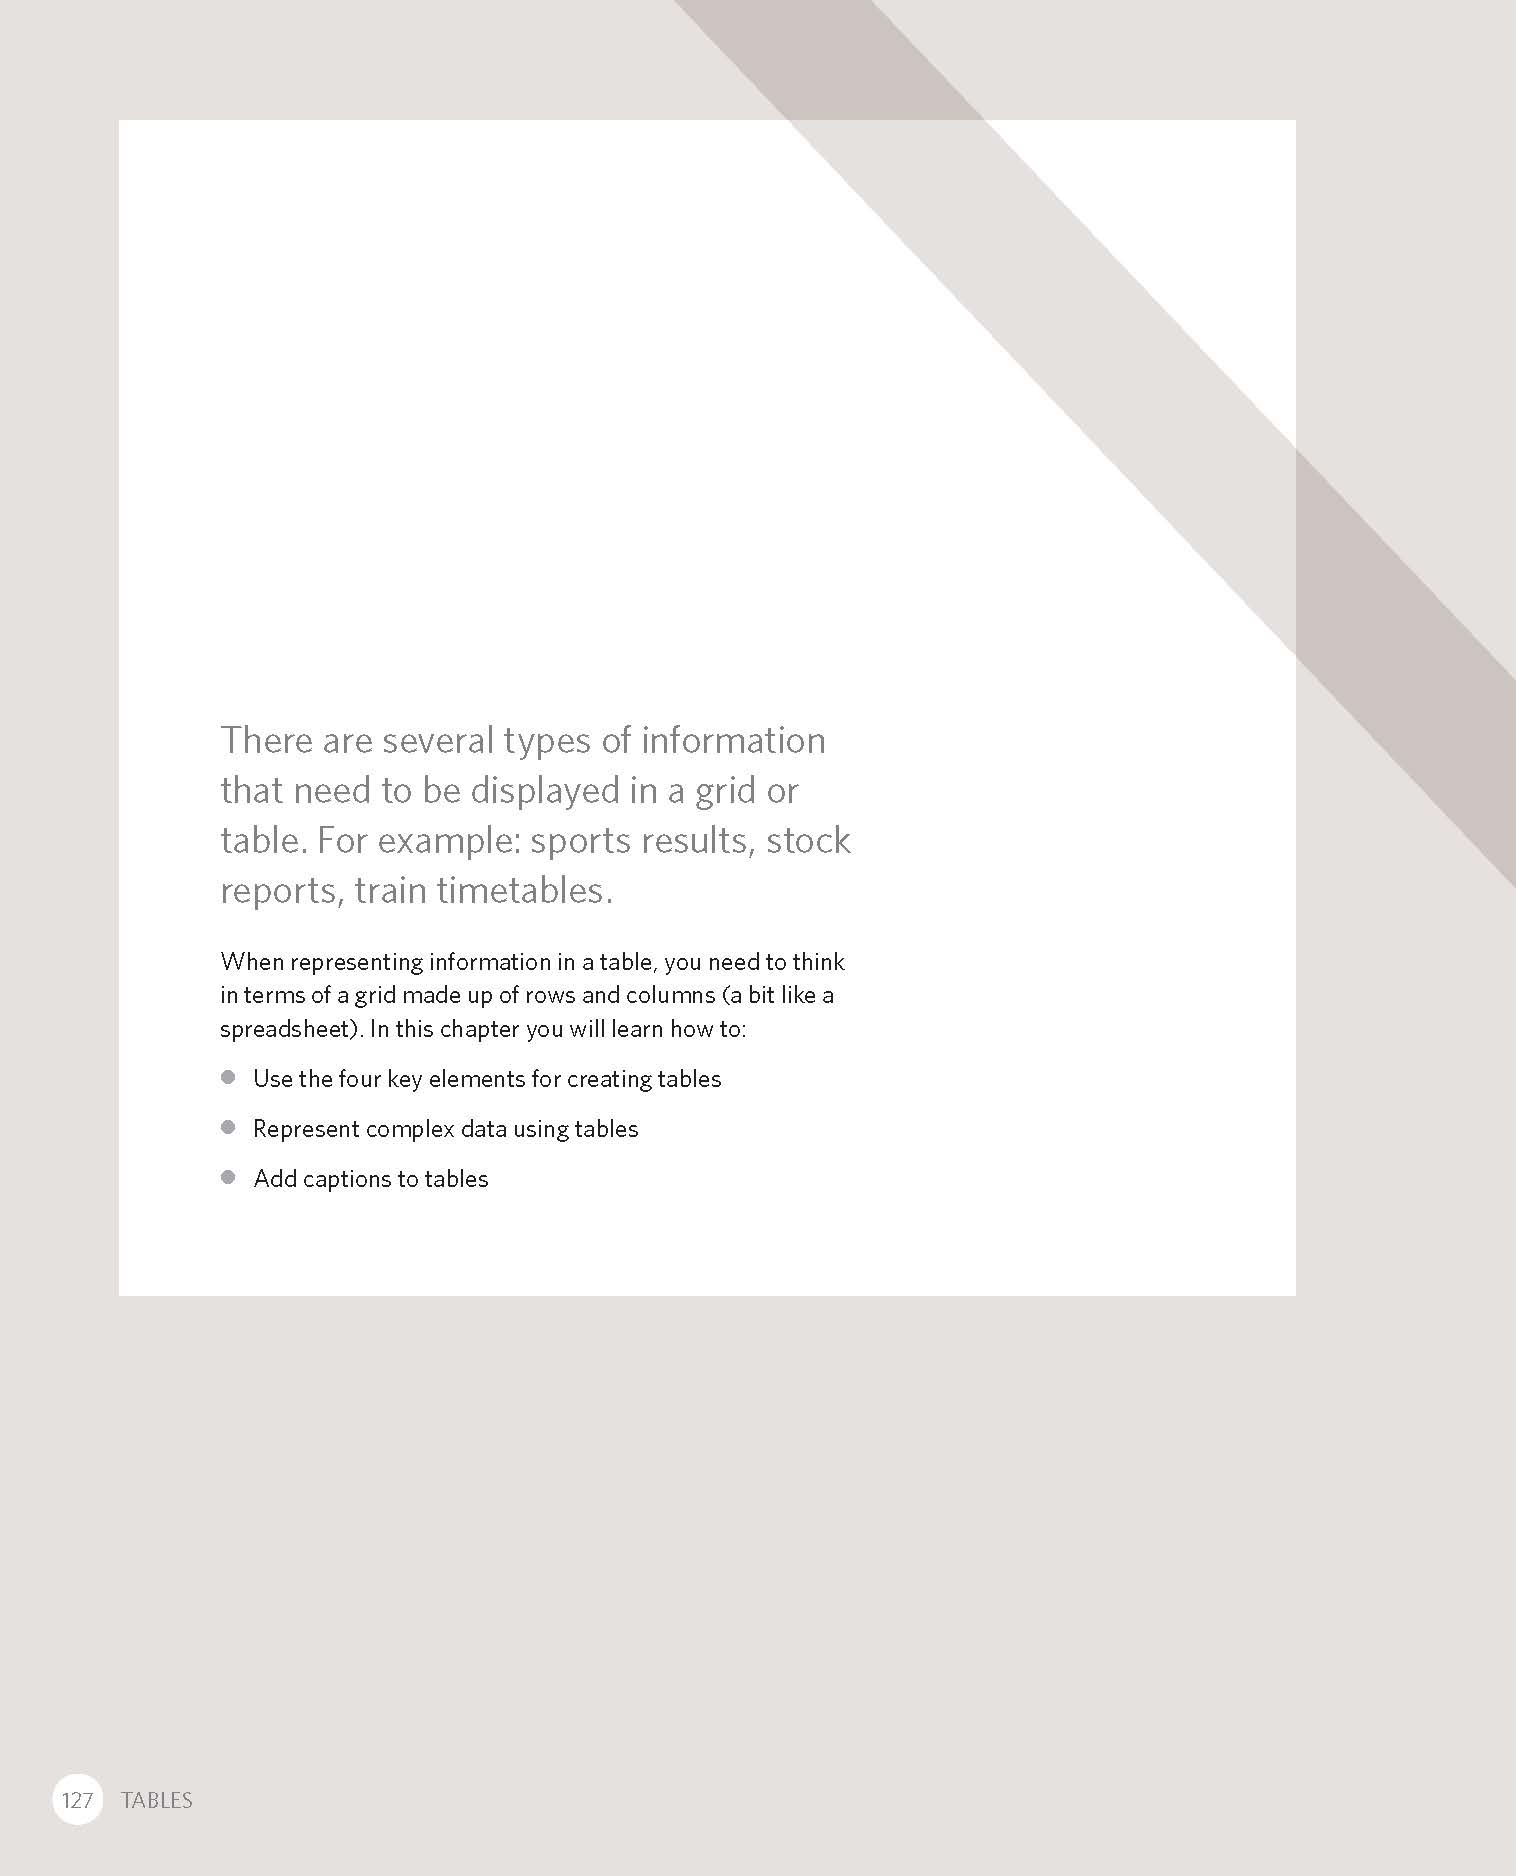 There are several types of information
that need to be displayed in a grid or
table. For example: sports results, stock
reports, train timetables.
When representing information in a table, you need to think
in terms of a grid made up of rows and columns (a bit like a
spreadsheet). In this chapter you will learn how to:
● Use the four key elements for creating tables
● Represent complex data using tables
● Add captions to tables
127 TABLES